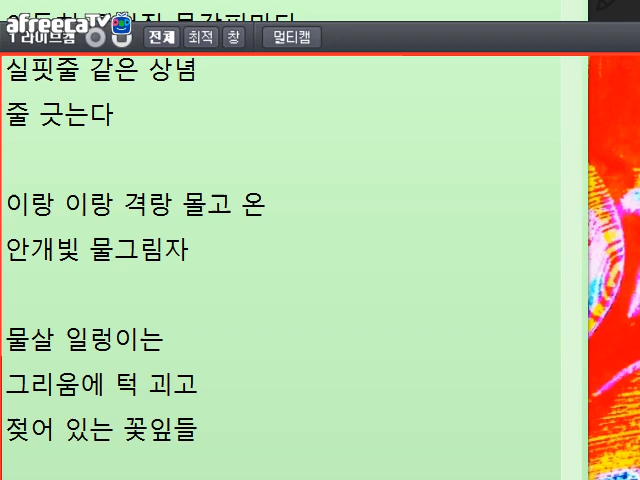 afreecaTV
라이브캠
전체 최적 창 멀티캠
실핏줄 같은 상념
줄 긋는다
이랑 이랑 격랑 몰고 온
안개빛 물그림자
물살 일렁이는
그리움에 턱 괴고
젖어 있는 꽃잎들